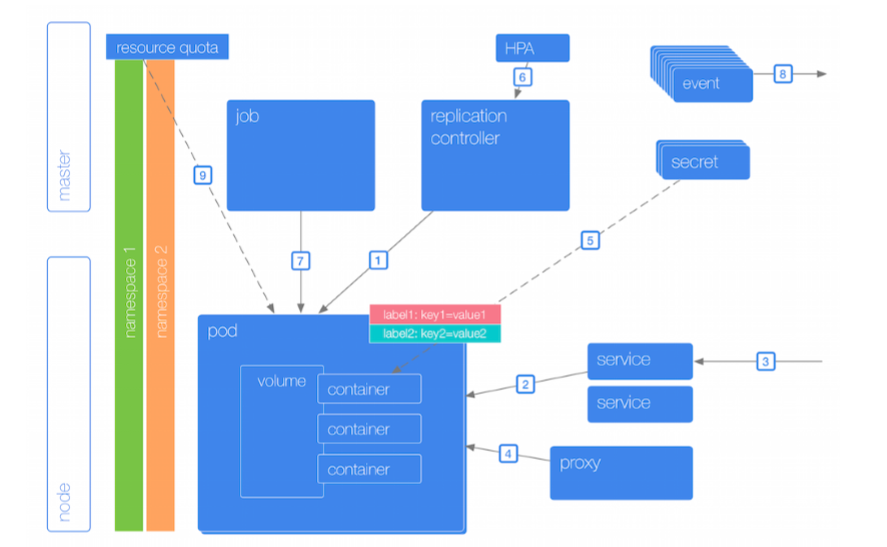 resource quota
HPA
6
event
8
job
replication
controller
secret
master
9
5
7
1
namespace 1
namespace 2
label1: key1=value1
label2: key2=value2
pod
volume
container
container
container
service
3
2
service
4
proxy
node